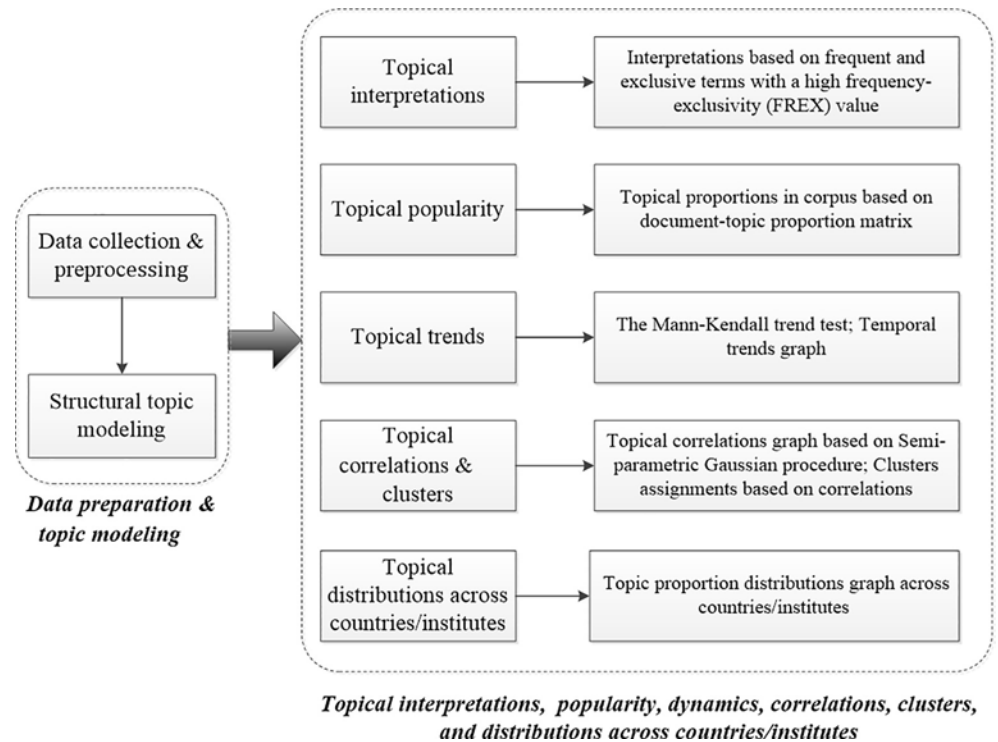 Data collection &
preprocessing
Structural topic
modeling
Data preparation &
topic modeling
Topical
interpretations
Interpretations based on frequent and
exclusive terms with a high frequency-
exclusivity (FREX) value
Topical popularity
Topical proportions in corpus based on
document-topic proportion matrix
Topical trends
The Mann-Kendall trend test; Temporal
trends graph
Topical
correlations &
clusters
Topical correlations graph based on Semi-
parametric Gaussian procedure; Clusters
assignments based on correlations
Topical
distributions across
countries/institutes
Topic proportion distributions graph across
countries/institutes
Topical interpretations, popularity, dynamics, correlations, clusters,
and distributions across countries/institutes